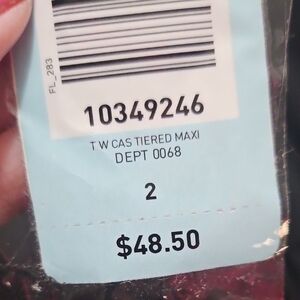 FL_283
10349246
T W CAS TIERED MAXI
DEPT 0068
2
$48.50